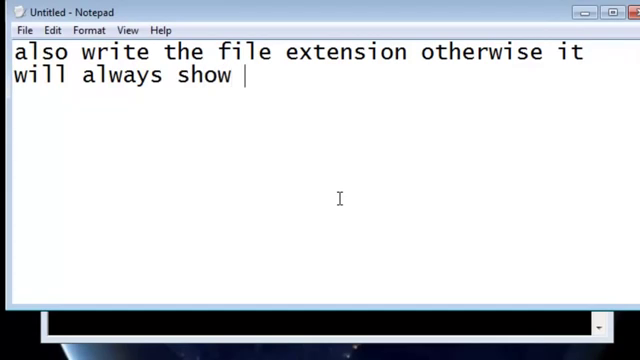 Untitled - Notepad
File Edit Format View Help
also write the file extension otherwise it
will always show